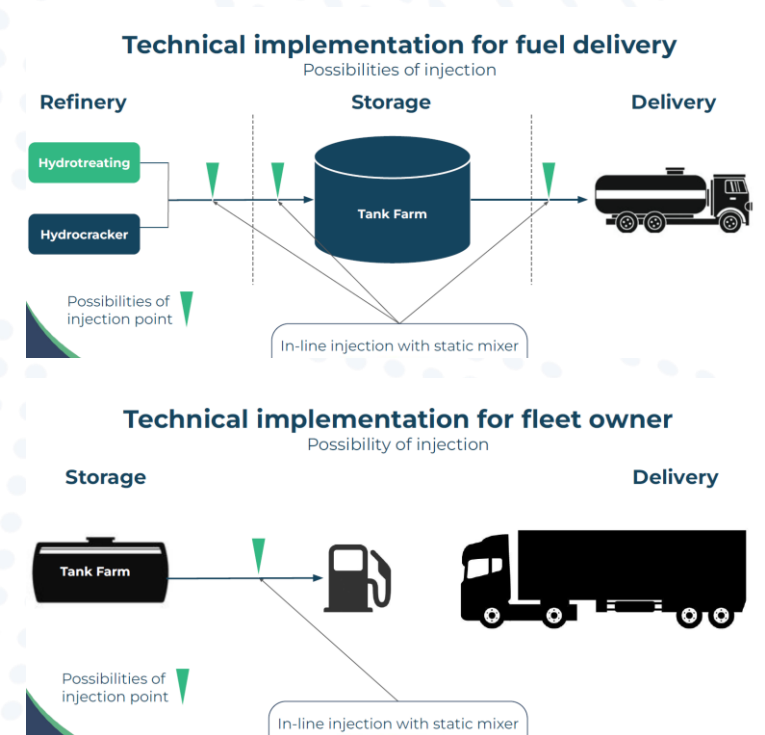 Technical implementation for fuel delivery
Possibilities of injection
Refinery
Storage
Delivery
Hydrotreating
Hydrocracker
Tank Farm
Possibilities of
injection point
In-line injection with static mixer
Technical implementation for fleet owner
Possibility of injection
Storage
Delivery
Tank Farm
Possibilities of
injection point
In-line injection with static mixer